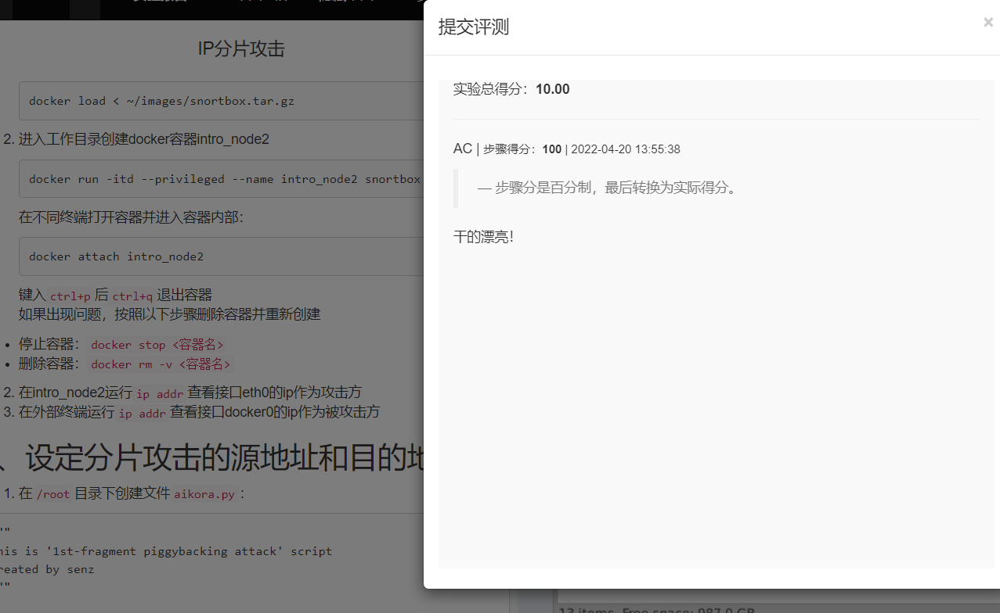 IP分片攻击
docker load < ~/images/snortbox.tar.gz
2. 进入工作目录创建docker容器intro_node2
docker run -itd --privileged --name intro_node2 snortbox
在不同终端打开容器并进入容器内部：
docker attach intro_node2
键入 ctrl+p 后 ctrl+q 退出容器
如果出现问题，按照以下步骤删除容器并重新创建
• 停止容器： docker stop <容器名>
• 删除容器： docker rm -v <容器名>
2. 在intro_node2运行 ip addr 查看接口eth0的ip作为攻击方
3. 在外部终端运行 ip addr 查看接口docker0的ip作为被攻击方
、设定分片攻击的源地址和目的地
1. 在 /root 目录下创建文件 aikora.py ：
""
his is '1st-fragment piggybacking attack' script
reated by senz
""
提交评测
×
实验总得分：10.00
AC | 步骤得分：100 | 2022-04-20 13:55:38
— 步骤分是百分制，最后转换为实际得分。
干的漂亮！
13 items, Free space: 987.0 GB